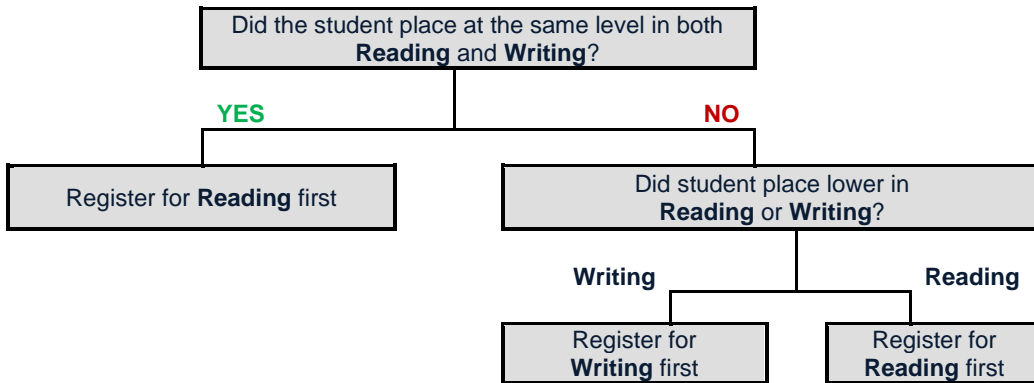 Did the student place at the same level in both
Reading and Writing?
YES
NO
Register for Reading first
Did student place lower in
Reading or Writing?
Writing
Reading
Register for
Writing first
Register for
Reading first